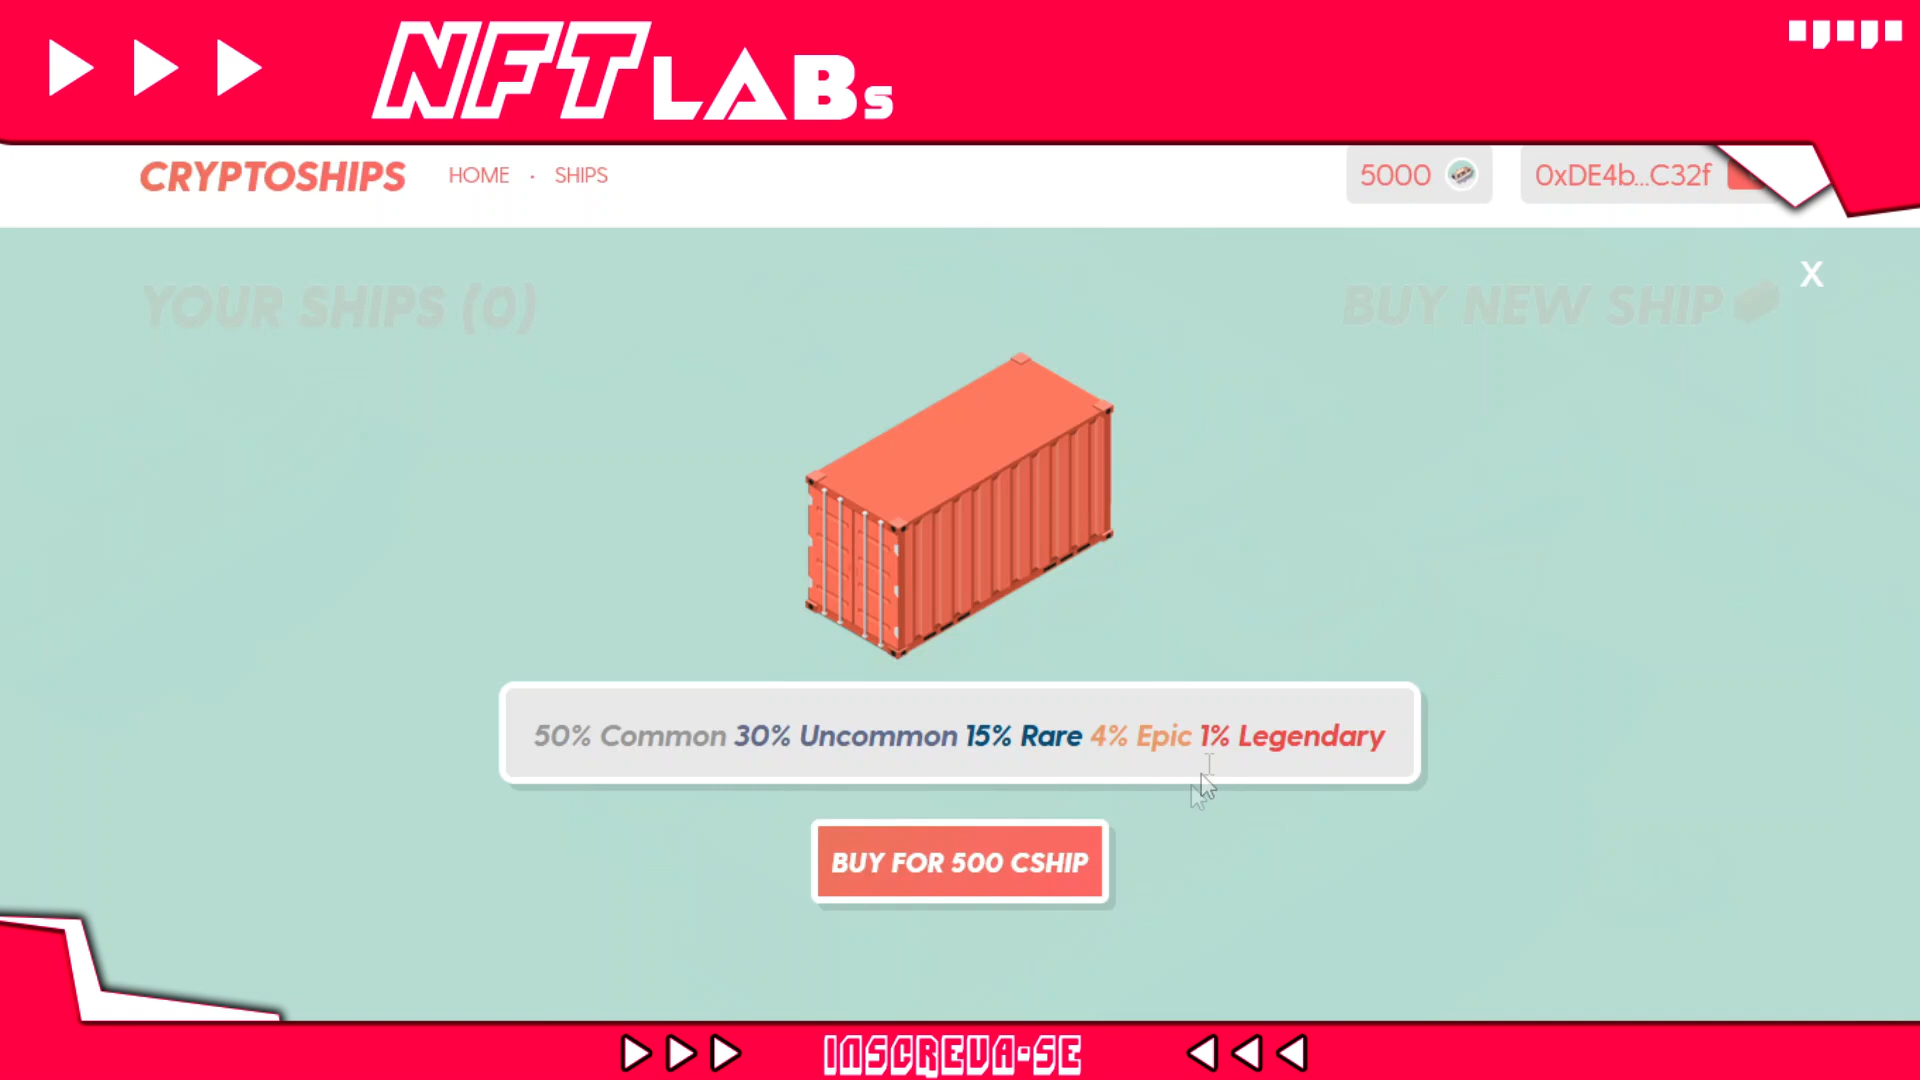 NFT LABs
CRYPTOSHIPS HOME · SHIPS 5000 0xDE4b...C32f
X
YOUR SHIPS (0) BUY NEW SHIP
50% Common 30% Uncommon 15% Rare 4% Epic 1% Legendary
BUY FOR 500 CSHIP
INSCREVA-SE